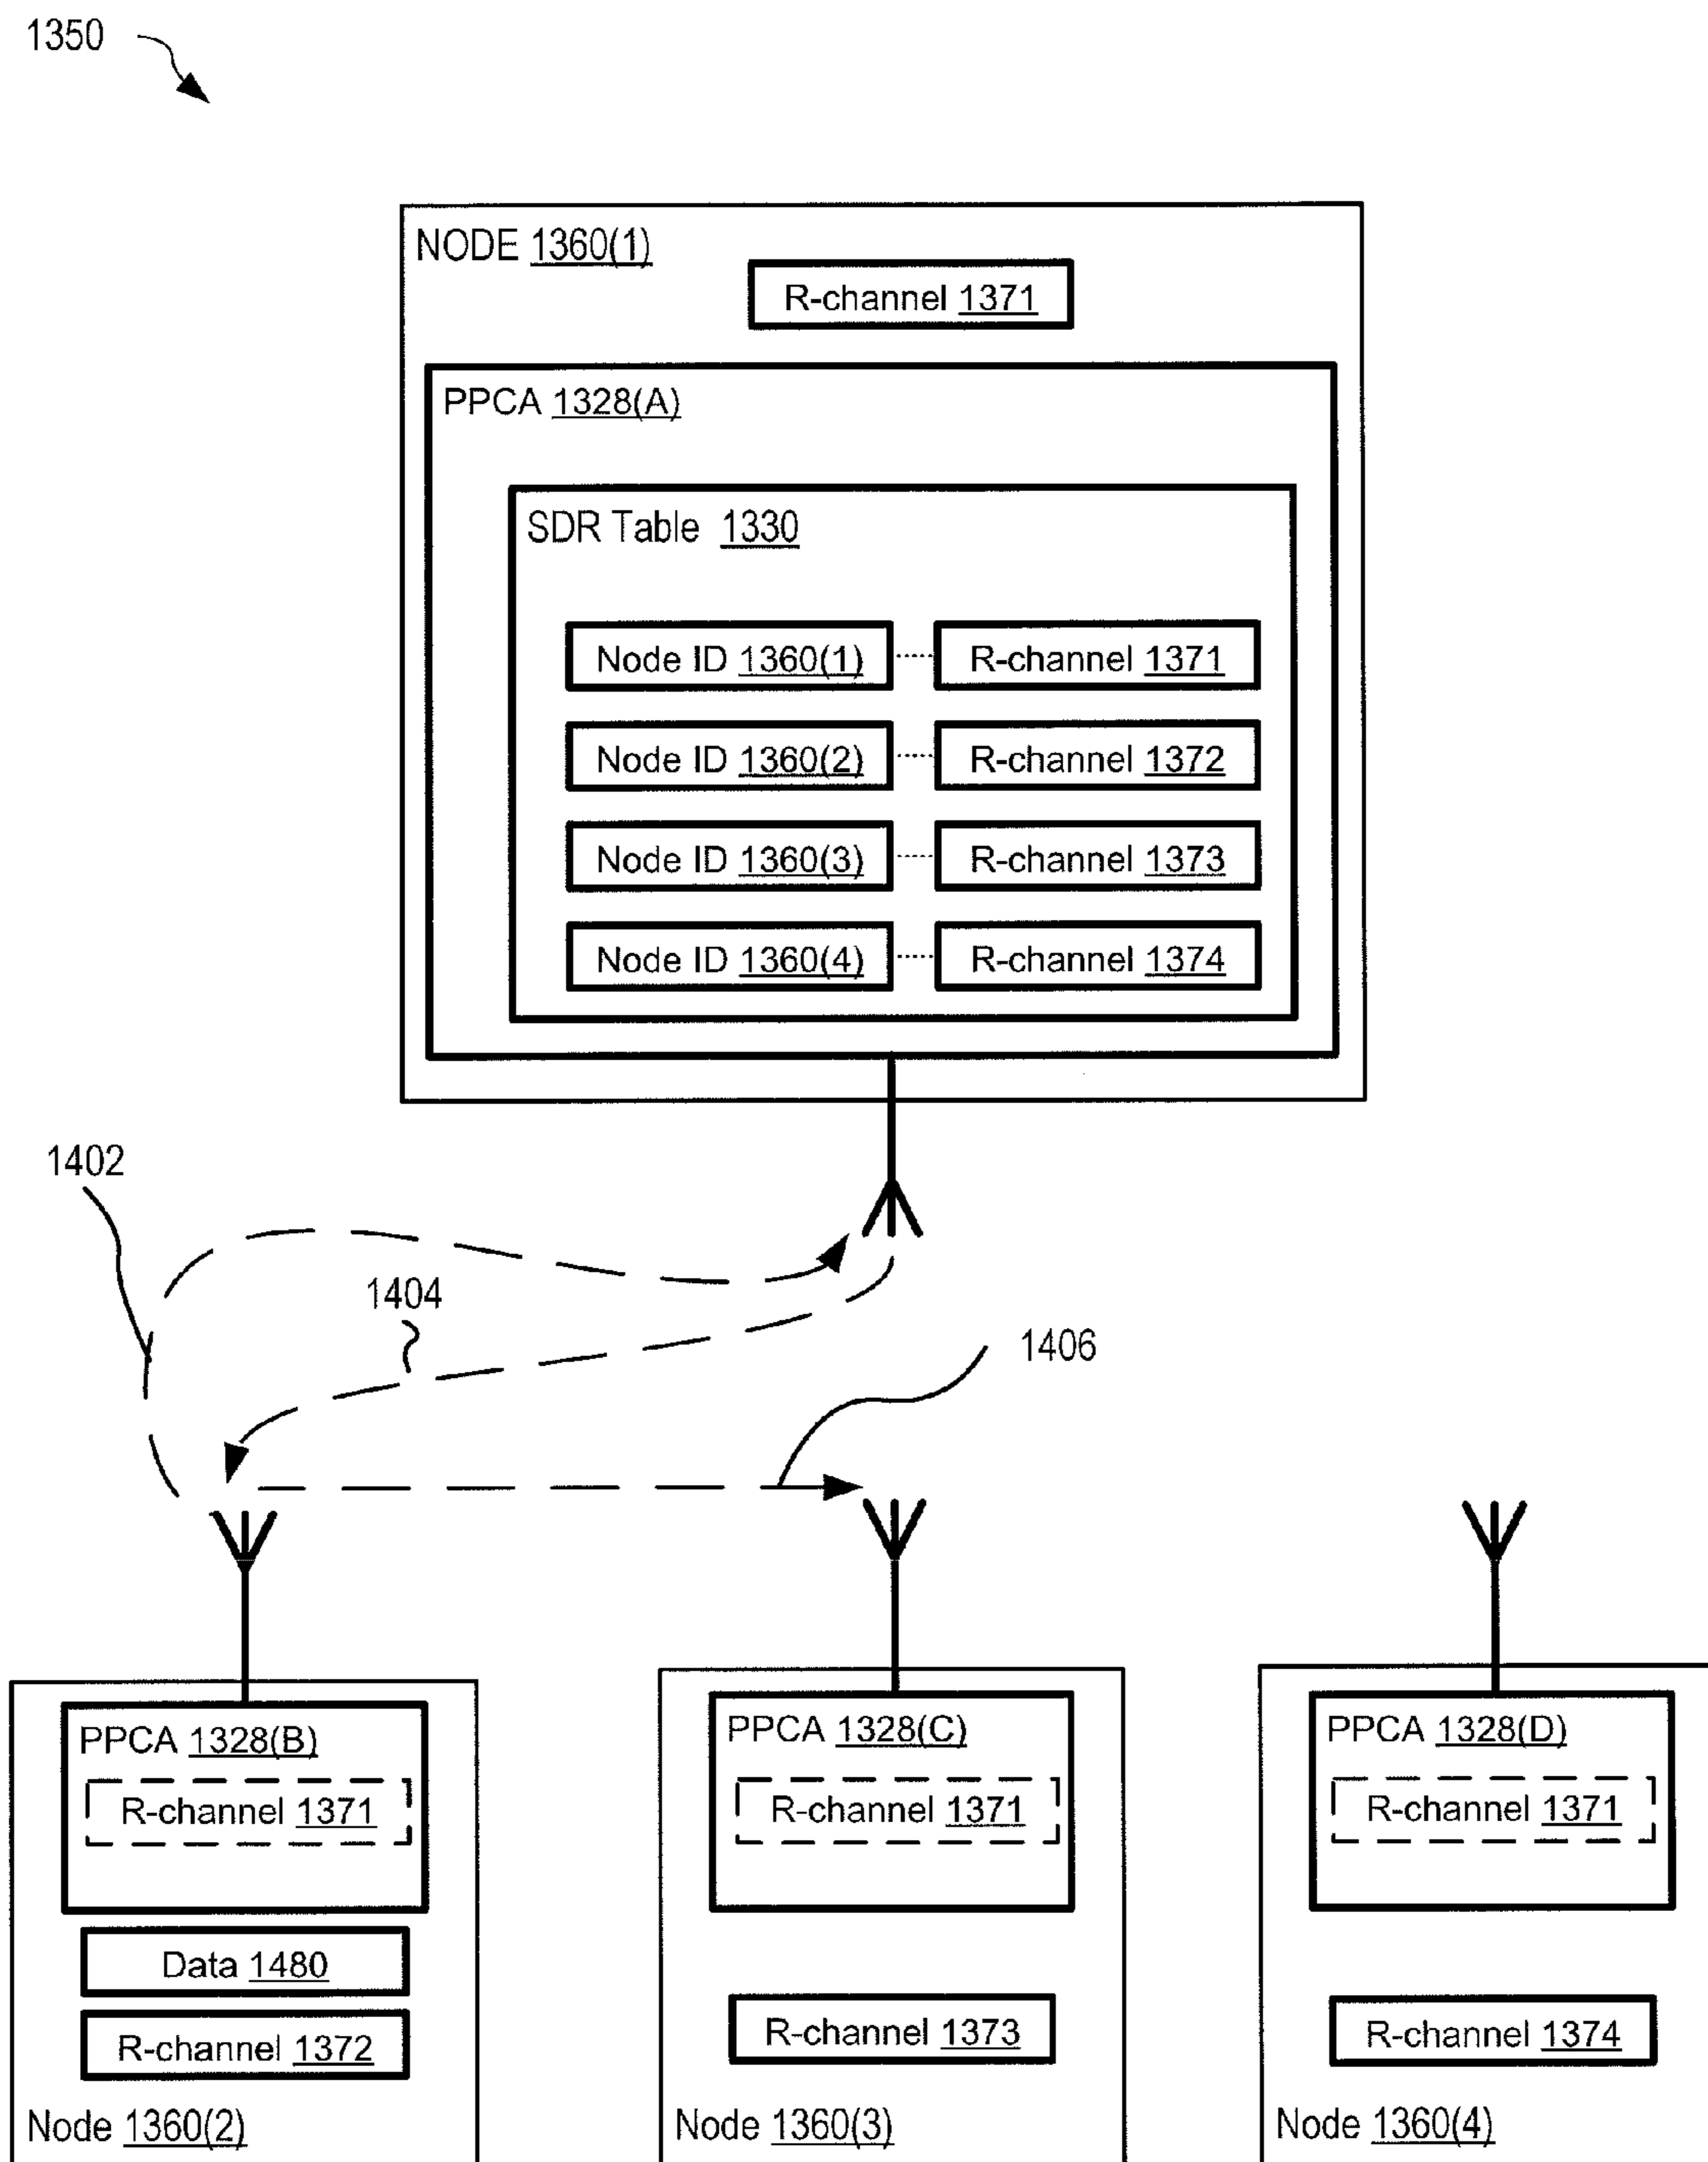 1350
NODE 1360(1)
R-channel 1371
PPCA 1328(A)
SDR Table 1330
Node ID 1360(1) R-channel 1371
Node ID 1360(2) R-channel 1372
Node ID 1360(3) R-channel 1373
Node ID 1360(4) R-channel 1374
1402
1404
1406
PPCA 1328(B)
R-channel 1371
Data 1480
R-channel 1372
Node 1360(2)
PPCA 1328(C)
R-channel 1371
R-channel 1373
Node 1360(3)
PPCA 1328(D)
R-channel 1371
R-channel 1374
Node 1360(4)